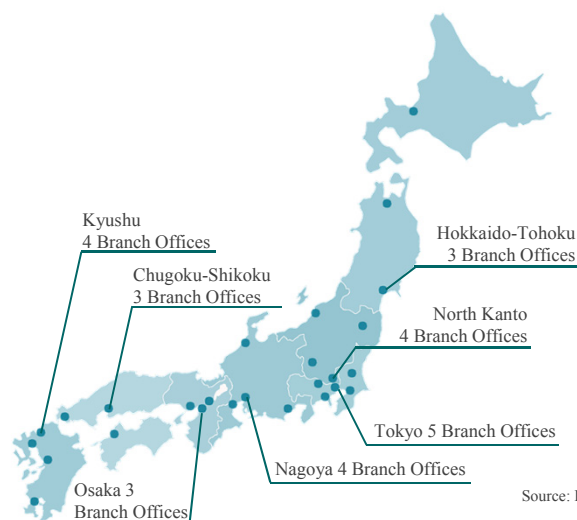 Kyushu
4 Branch Offices
Hokkaido-Tohoku
3 Branch Offices
Chugoku-Shikoku
3 Branch Offices
North Kanto
4 Branch Offices
Tokyo 5 Branch Offices
Nagoya 4 Branch Offices
Osaka 3
Branch Offices
Source: